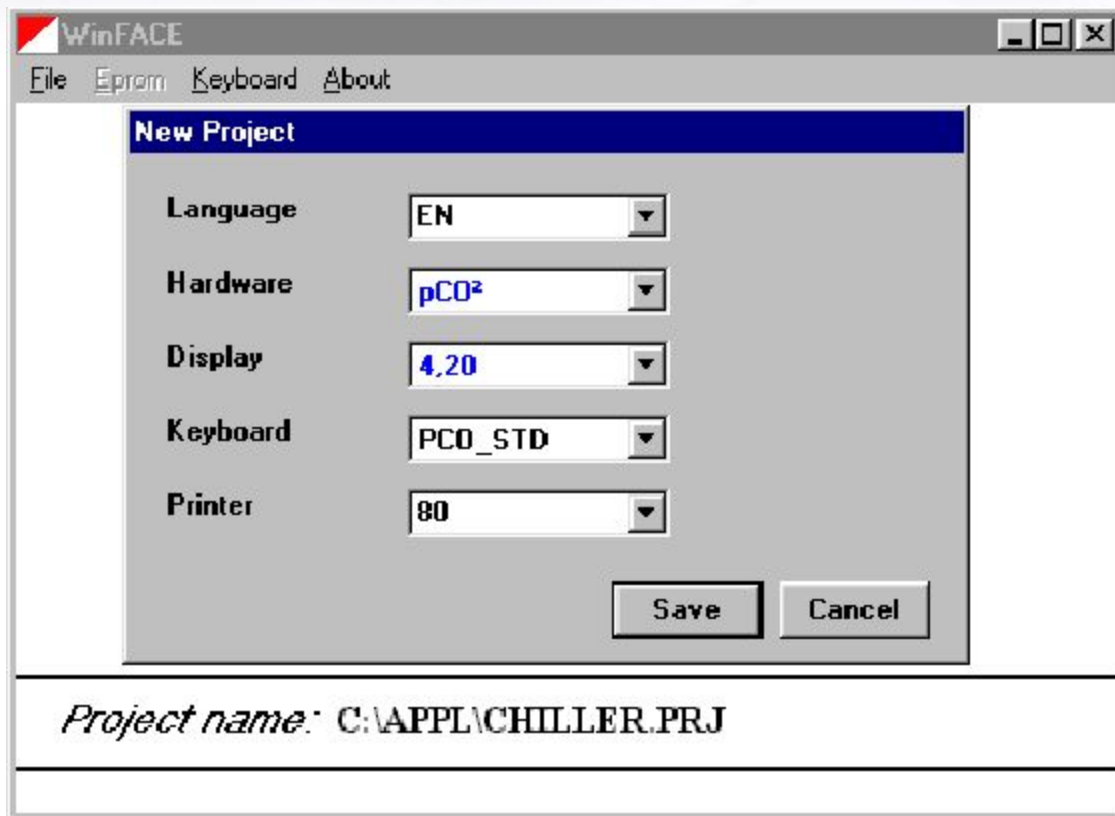 WinFACE
File Eprom Keyboard About
New Project
Language EN
Hardware pCO²
Display 4,20
Keyboard PCO_STD
Printer 80
Save Cancel
Project name: C:\APPL\CHILLER.PRJ